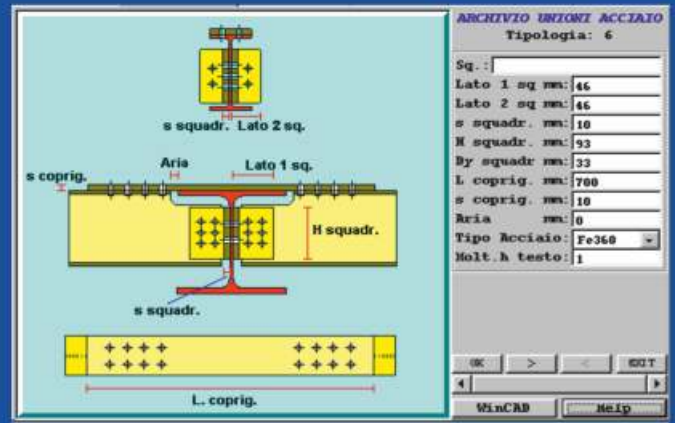 s squadr. Lato 2 sq.
Aria
Lato 1 sq.
s coprig.
H squadr.
s squadr.
L. coprig.
ARCHIVIO UNIONI ACCIAIO
Tipologia: 6
Sq.:
Lato 1 sq mm: 46
Lato 2 sq mm: 46
s squadr. mm: 10
H squadr. mm: 93
Dy squadr mm: 33
L coprig. mm: 700
s coprig. mm: 10
Aria mm: 0
Tipo Acciaio: Fe360
Molt.h testo: 1
OK > < EXIT
WinCAD Help